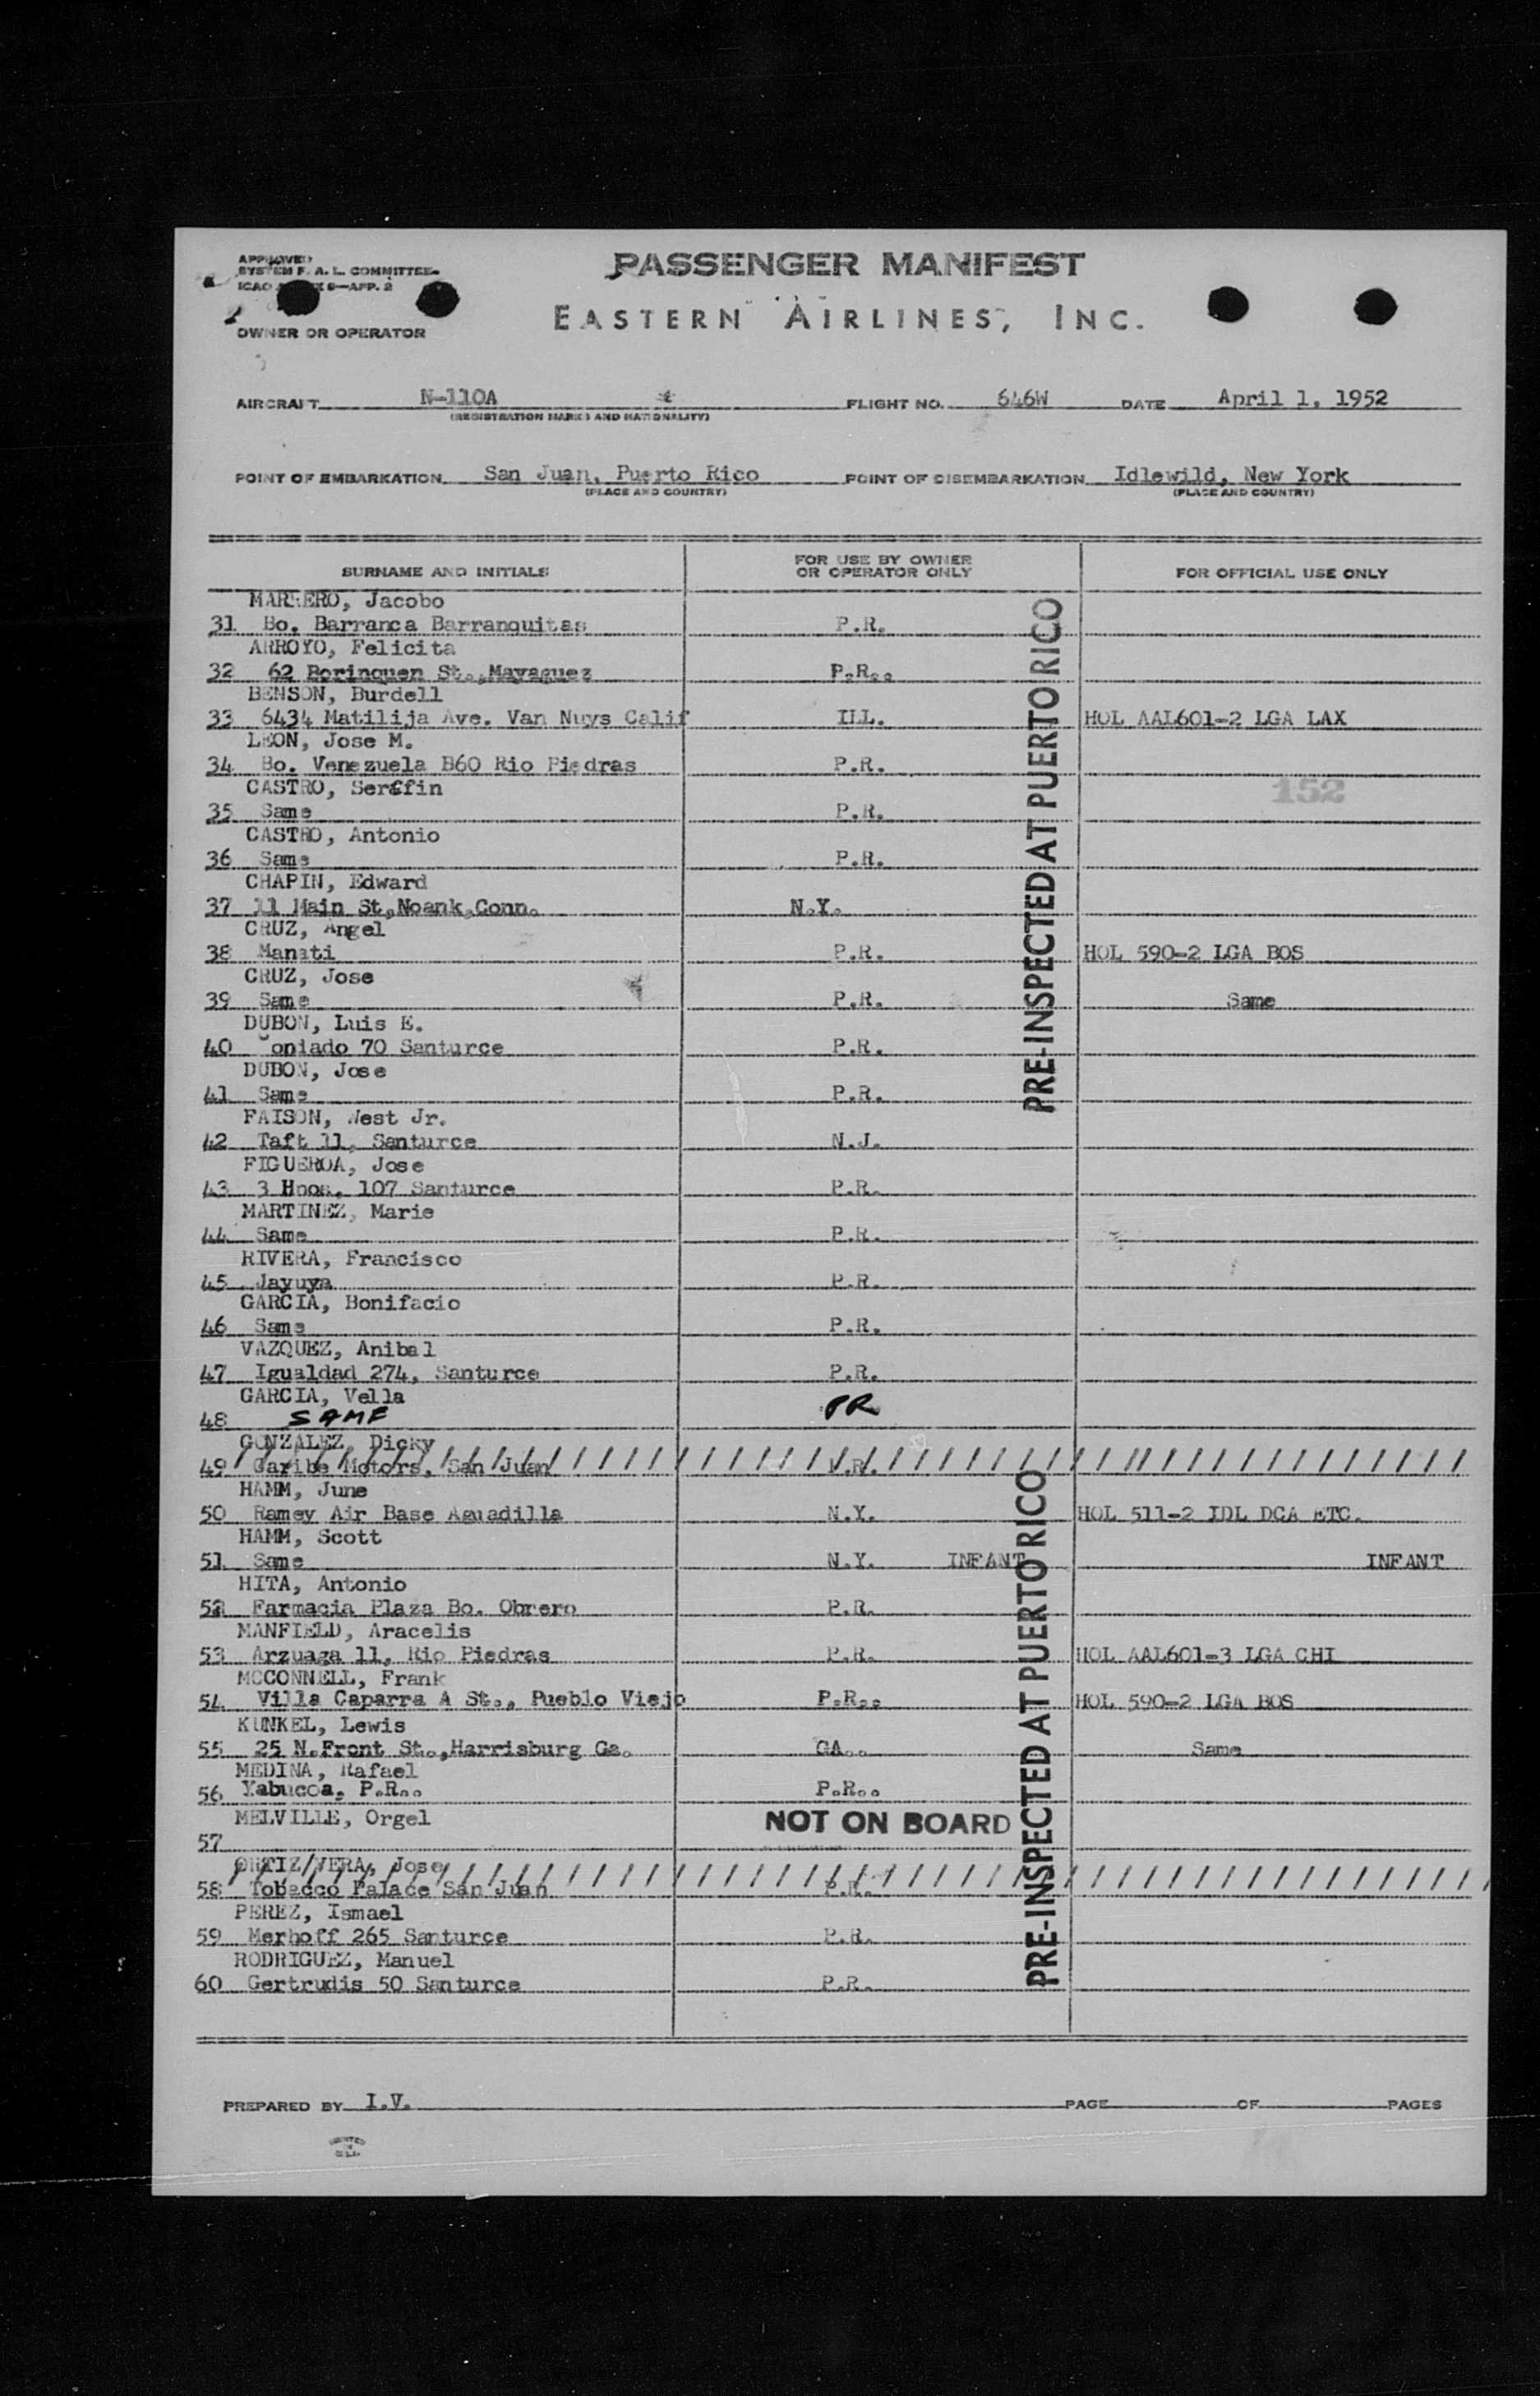 APPROVED
SYSTEM F. A. L. COMMITTEE
ICAO 9—APP. 2
OWNER OR OPERATOR
PASSENGER MANIFEST
EASTERN AIRLINES, INC.
AIRCRAFT N-110A FLIGHT NO. 646W DATE April 1, 1952
(REGISTRATION MARKS AND NATIONALITY)
POINT OF EMBARKATION San Juan, Puerto Rico POINT OF DISEMBARKATION Idlewild, New York
(PLACE AND COUNTRY) (PLACE AND COUNTRY)
SURNAME AND INITIALS FOR USE BY OWNER OR OPERATOR ONLY FOR OFFICIAL USE ONLY
MARRERO, Jacobo
31 Bo. Barranca Barranquitas P.R.
ARROYO, Felicita
32 62 Borinquen St., Mayaguez P.R..
BENSON, Burdell
33 6434 Matilija Ave. Van Nuys Calif ILL. HOL AAL601-2 LGA LAX
LEON, Jose M.
34 Bo. Venezuela B60 Rio Piedras P.R.
CASTRO, Serffin
152
35 Same P.R.
CASTRO, Antonio
36 Same P.R.
CHAPIN, Edward
37 11 Main St,Noank,Conn. N.Y.
CRUZ, Angel
38 Manati P.R. HOL 590-2 LGA BOS
CRUZ, Jose
39 Same P.R. Same
DUBON, Luis E.
40 opiado 70 Santurce P.R.
DUBON, Jose
41 Same P.R.
FAISON, West Jr.
42 Taft 11, Santurce N.J.
FIGUEROA, Jose
43 3 Hnos. 107 Santurce P.R.
MARTINEZ, Marie
44 Same P.R.
RIVERA, Francisco
45 Jayuya P.R.
GARCIA, Bonifacio
46 Same P.R.
VAZQUEZ, Anibal
47 Igualdad 274, Santurce P.R.
GARCIA, Vella
48 SAME PR
GONZALEZ, Dicky
49 Caribe Motors, San Juan P.R.
HAMM, June
50 Ramey Air Base Aguadilla N.Y. HOL 511-2 IDL DCA ETC.
HAMM, Scott
51 Same N.Y. INFANT INFANT
HITA, Antonio
52 Farmacia Plaza Bo. Obrero P.R.
MANFIELD, Aracelis
53 Arzuaga 11, Rio Piedras P.R. HOL AAL601-3 LGA CHI
MCCONNELL, Frank
54 Villa Caparra A St., Pueblo Viejo P.R.. HOL 590-2 LGA BOS
KUNKEL, Lewis
55 25 N.Front St.,Harrisburg Ga. GA.. Same
MEDINA, Rafael
56 Yabucoa, P.R.. P.R..
MELVILLE, Orgel NOT ON BOARD
57
ORTIZ VERA, Jose
58 Tobacco Palace San Juan P.R.
PEREZ, Ismael
59 Merhoff 265 Santurce P.R.
RODRIGUEZ, Manuel
60 Gertrudis 50 Santurce P.R.
PRE-INSPECTED AT PUERTO RICO
PRE-INSPECTED AT PUERTO RICO
PREPARED BY I.V. PAGE OF PAGES